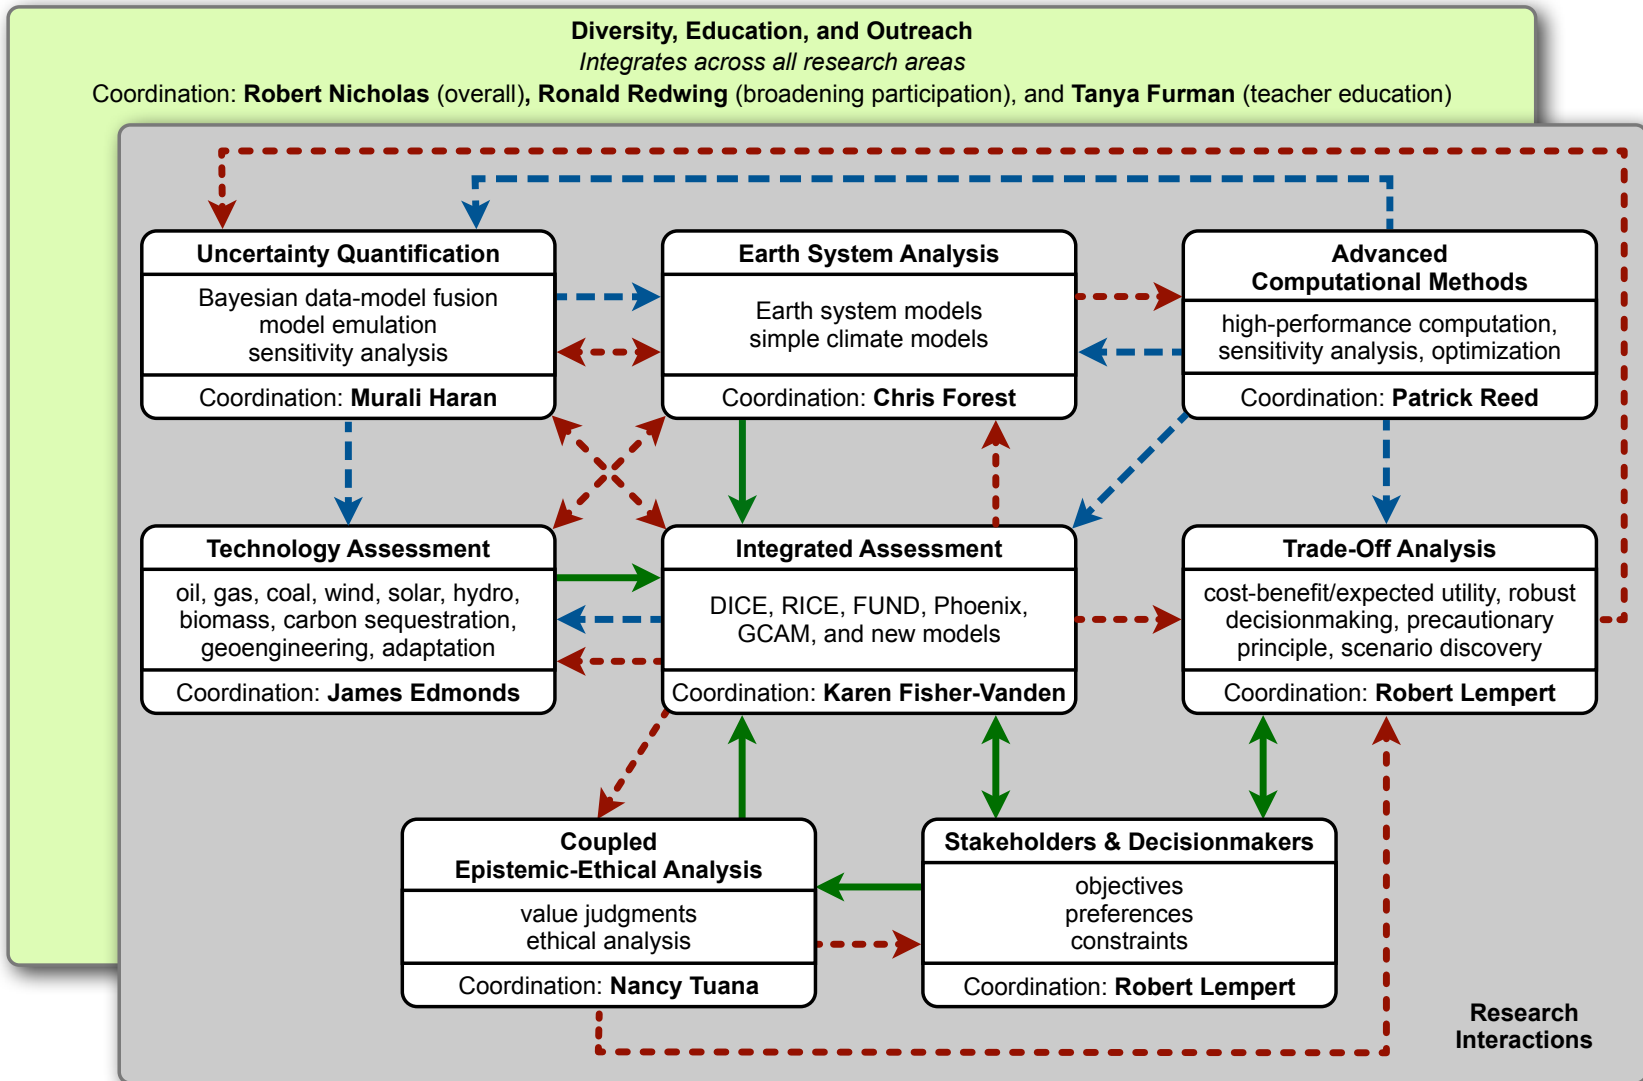 Diversity, Education, and Outreach
Integrates across all research areas
Coordination: Robert Nicholas (overall), Ronald Redwing (broadening participation), and Tanya Furman (teacher education)
Uncertainty Quantification
Bayesian data-model fusion
model emulation
sensitivity analysis
Coordination: Murali Haran
Earth System Analysis
Earth system models
simple climate models
Coordination: Chris Forest
Advanced
Computational Methods
high-performance computation,
sensitivity analysis, optimization
Coordination: Patrick Reed
Technology Assessment
oil, gas, coal, wind, solar, hydro,
biomass, carbon sequestration,
geoengineering, adaptation
Coordination: James Edmonds
Integrated Assessment
DICE, RICE, FUND, Phoenix,
GCAM, and new models
Coordination: Karen Fisher-Vanden
Trade-Off Analysis
cost-benefit/expected utility, robust
decisionmaking, precautionary
principle, scenario discovery
Coordination: Robert Lempert
Coupled
Epistemic-Ethical Analysis
value judgments
ethical analysis
Coordination: Nancy Tuana
Stakeholders & Decisionmakers
objectives
preferences
constraints
Coordination: Robert Lempert
Research
Interactions